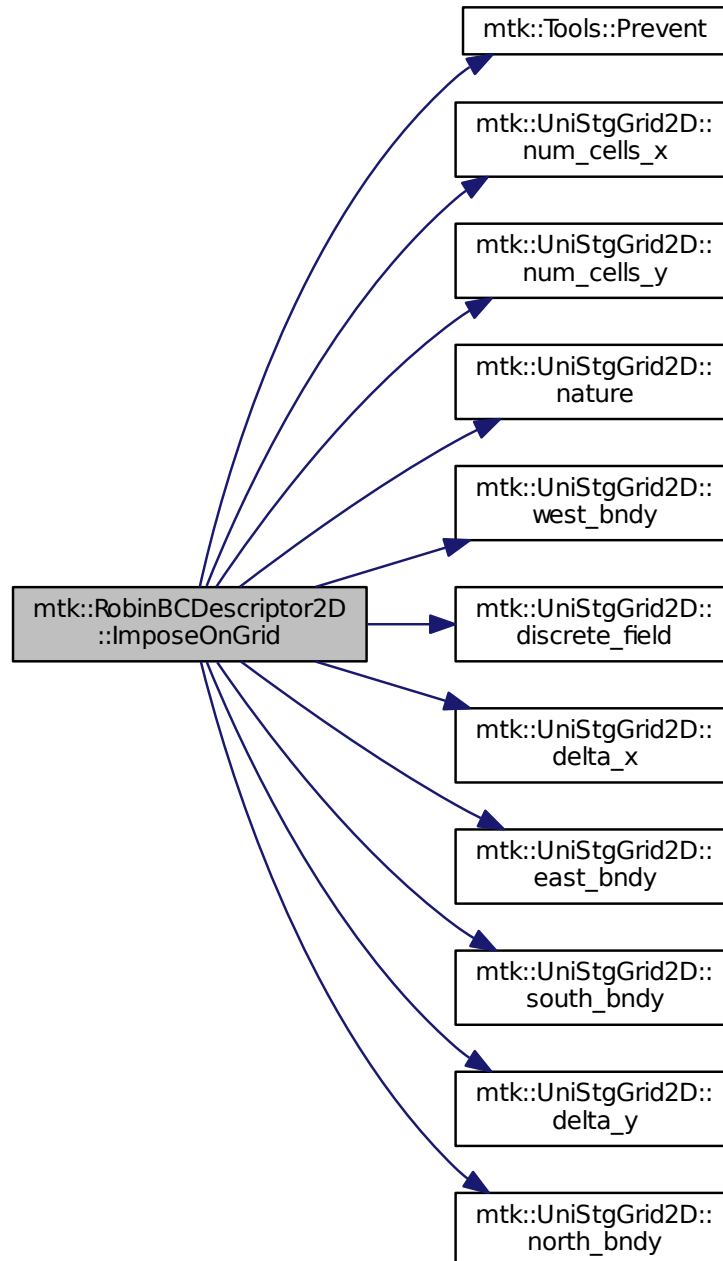 mtk::Tools::Prevent
mtk::UniStgGrid2D::
num_cells_x
mtk::UniStgGrid2D::
num_cells_y
mtk::UniStgGrid2D::
nature
mtk::UniStgGrid2D::
west_bndy
mtk::RobinBCDescriptor2D
::ImposeOnGrid
mtk::UniStgGrid2D::
discrete_field
mtk::UniStgGrid2D::
delta_x
mtk::UniStgGrid2D::
east_bndy
mtk::UniStgGrid2D::
south_bndy
mtk::UniStgGrid2D::
delta_y
mtk::UniStgGrid2D::
north_bndy